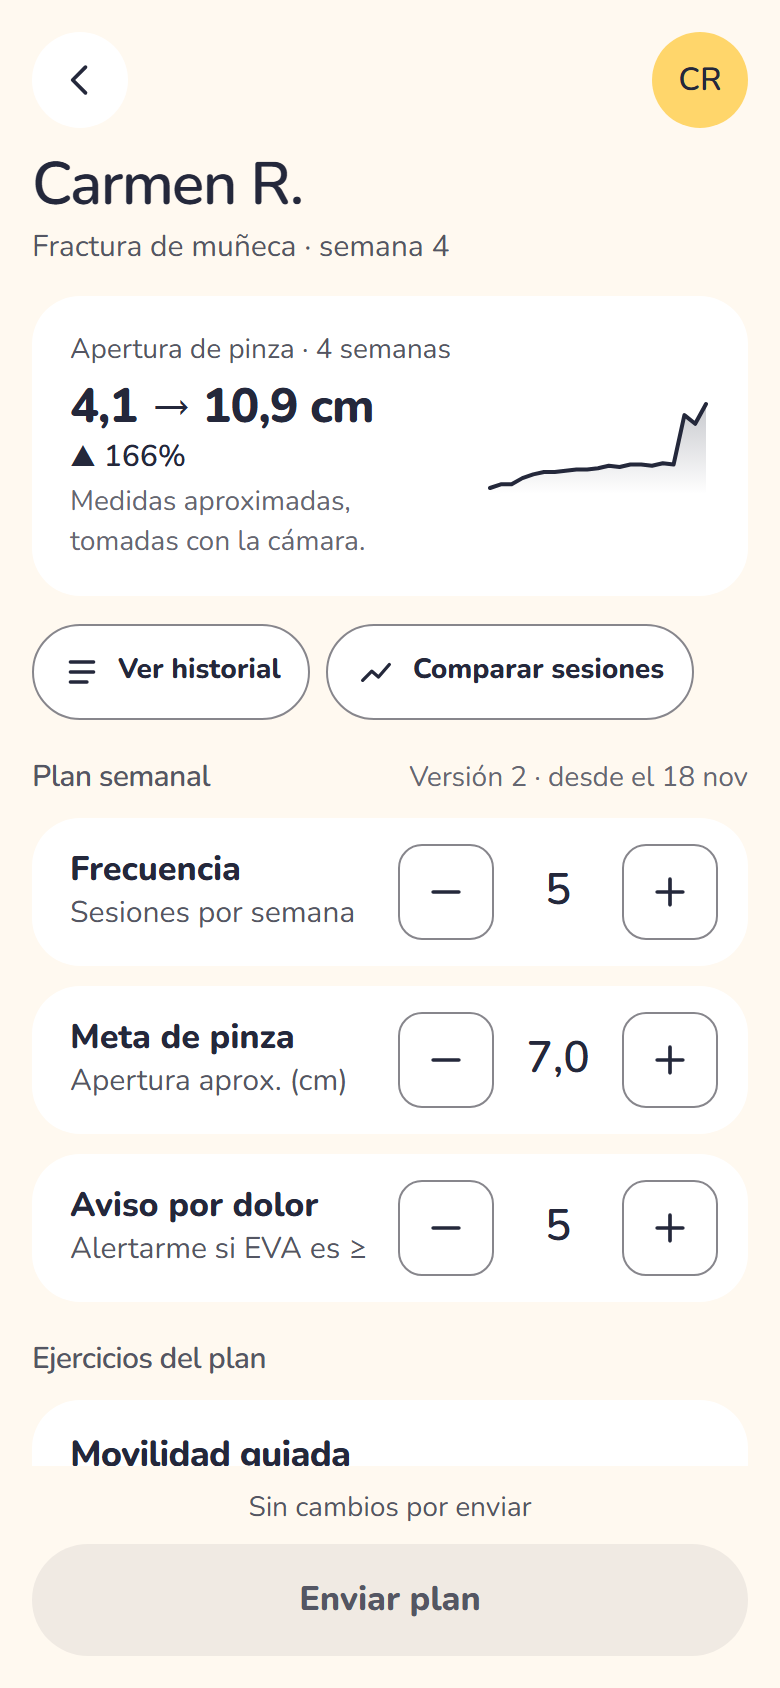 CR
Carmen R.
Fractura de muñeca · semana 4
Apertura de pinza · 4 semanas
4,1 → 10,9 cm
▲ 166%
Medidas aproximadas,
tomadas con la cámara.
Ver historial
Comparar sesiones
Plan semanal
Versión 2 · desde el 18 nov
Frecuencia
Sesiones por semana
− 5 +
Meta de pinza
Apertura aprox. (cm)
− 7,0 +
Aviso por dolor
Alertarme si EVA es ≥
− 5 +
Ejercicios del plan
Movilidad guiada
Sin cambios por enviar
Enviar plan